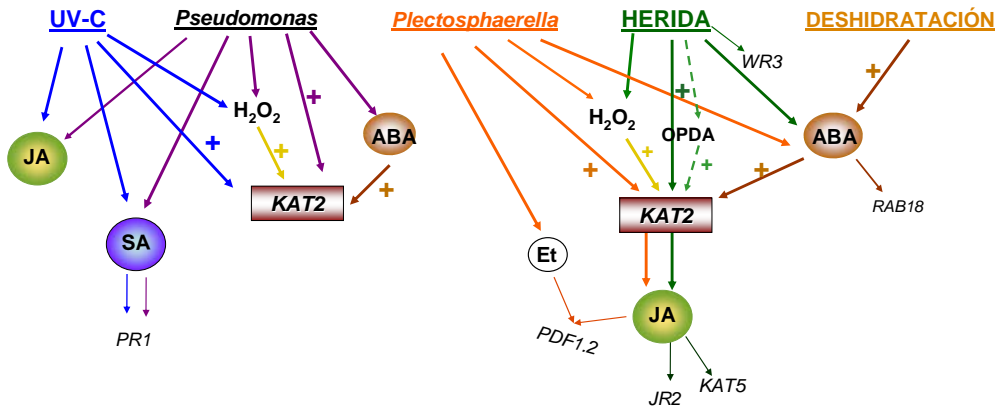 UV-C Pseudomonas Plectosphaerella HERIDA DESHIDRATACIÓN
WR3
H₂O₂ + H₂O₂ + OPDA +
JA + + ABA ABA
+ + + + + +
KAT2 KAT2 RAB18
SA Et
PR1 PDF1.2 JA
JR2 KAT5